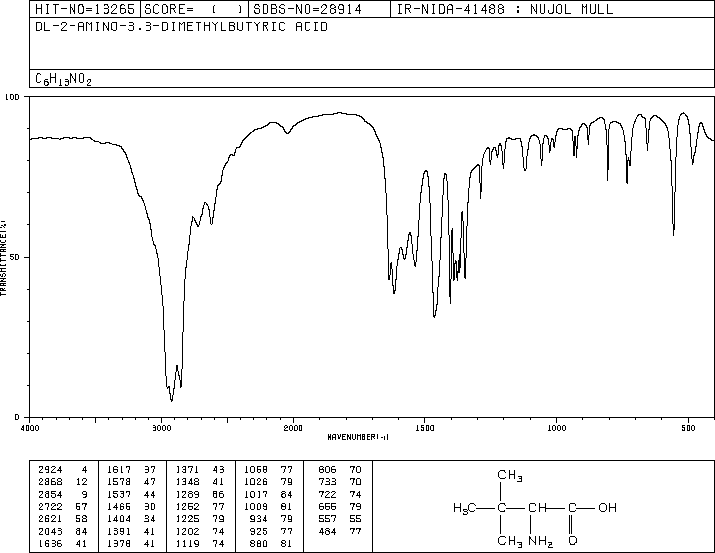 HIT-NO=13265 SCORE= ( ) SDBS-NO=28914 IR-NIDA-41488 : NUJOL MULL
DL-2-AMINO-3,3-DIMETHYLBUTYRIC ACID
C6H13NO2
100
50
0
TRANSMITTANCE(%)
4000 3000 2000 1500 1000 500
WAVENUMBER(-1)
2924 4 1617 37 1371 43 1058 77 806 70
2868 12 1578 47 1348 41 1026 79 733 70
2854 9 1537 44 1289 66 1017 84 722 74
2722 57 1466 30 1252 77 1009 81 656 79
2621 58 1404 34 1225 79 934 79 557 55
2043 84 1391 41 1202 74 925 77 484 77
1636 41 1378 41 1119 74 880 81
CH3
H3C C CH C OH
CH3 NH2 O